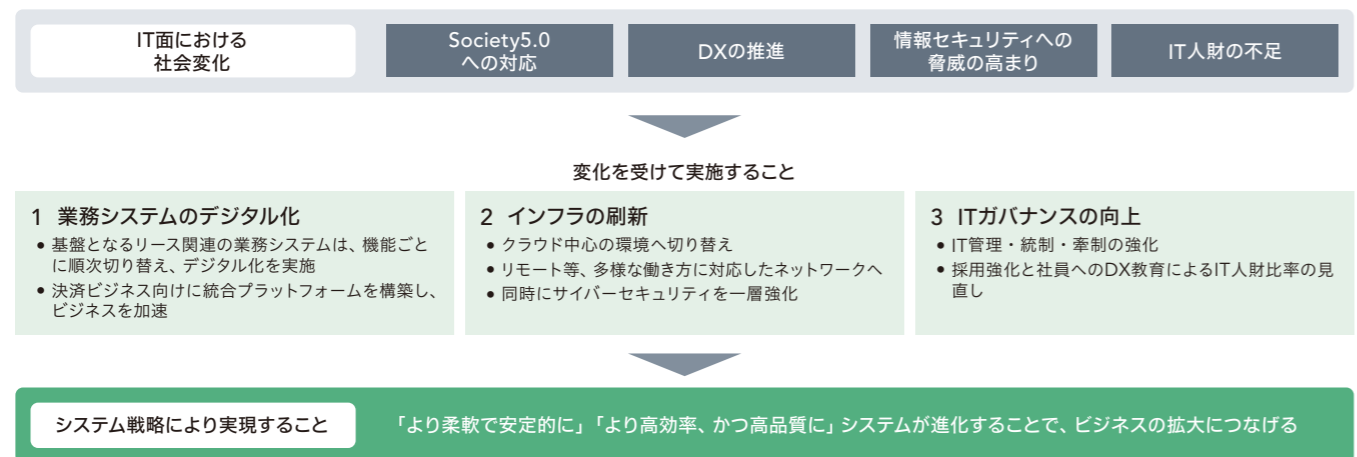 IT面における
社会変化
Society5.0
への対応
DXの推進
情報セキュリティへの
脅威の高まり
IT人財の不足
変化を受けて実施すること
1 業務システムのデジタル化
• 基盤となるリース関連の業務システムは、機能ごと
に順次切り替え、デジタル化を実施
• 決済ビジネス向けに統合プラットフォームを構築し、
ビジネスを加速
2 インフラの刷新
• クラウド中心の環境へ切り替え
• リモート等、多様な働き方に対応したネットワークへ
• 同時にサイバーセキュリティを一層強化
3 ITガバナンスの向上
• IT管理・統制・牽制の強化
• 採用強化と社員へのDX教育によるIT人財比率の見
直し
システム戦略により実現すること
「より柔軟で安定的に」「より高効率、かつ高品質に」システムが進化することで、ビジネスの拡大につなげる